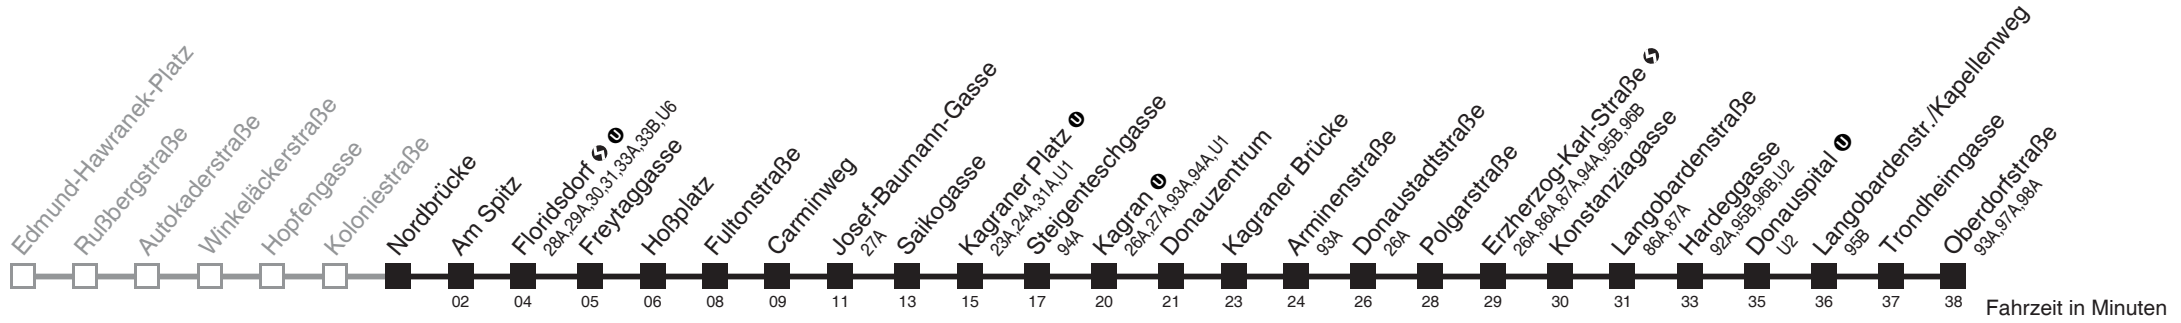 Edmund-Hawranek-Platz
Rußbergstraße
Autokaderstraße
Winkeläckerstraße
Hopfengasse
Koloniestraße
Nordbrücke
Am Spitz
Floridsdorf S U
28A,29A,30,31,33A,33B,U6
Freytaggasse
Hoßplatz
Fultonstraße
Carminweg
Josef-Baumann-Gasse
27A
Saikogasse
Kagraner Platz U
23A,24A,31A,U1
Steigenteschgasse
94A
Kagran U
26A,27A,93A,94A,U1
Donauzentrum
Kagraner Brücke
Arminenstraße
93A
Donaustadtstraße
26A
Polgarstraße
Erzherzog-Karl-Straße S
26A,86A,87A,94A,95B,96B
Konstanziagasse
Langobardenstraße
86A,87A
Hardeggasse
92A,95B,96B,U2
Donauspital U
U2
Langobardenstr./Kapellenweg
95B
Trondheimgasse
Oberdorfstraße
93A,97A,98A
02 04 05 06 08 09 11 13 15 17 20 21 23 24 26 28 29 30 31 33 35 36 37 38 Fahrzeit in Minuten